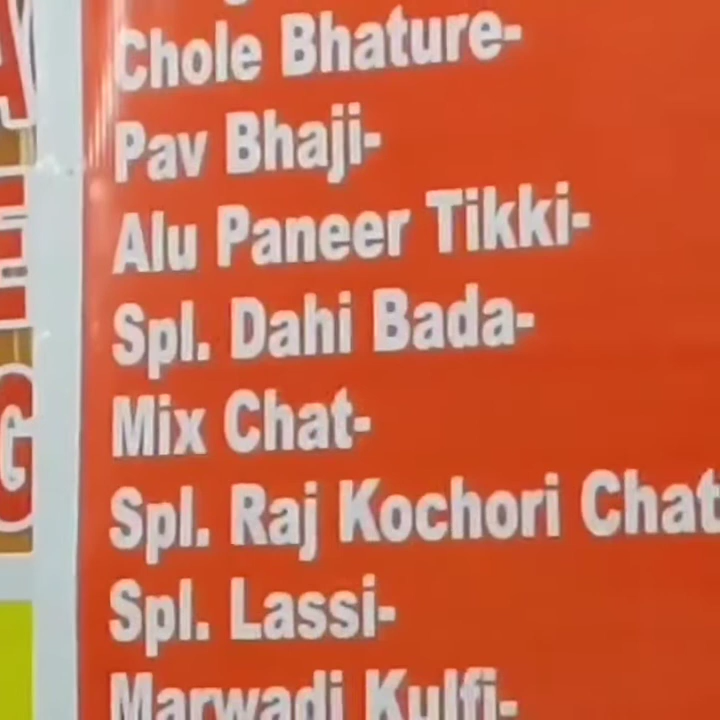 Chole Bhature-
Pav Bhaji-
Alu Paneer Tikki-
Spl. Dahi Bada-
Mix Chat-
Spl. Raj Kochori Chat
Spl. Lassi-
Marwadi Kulfi-